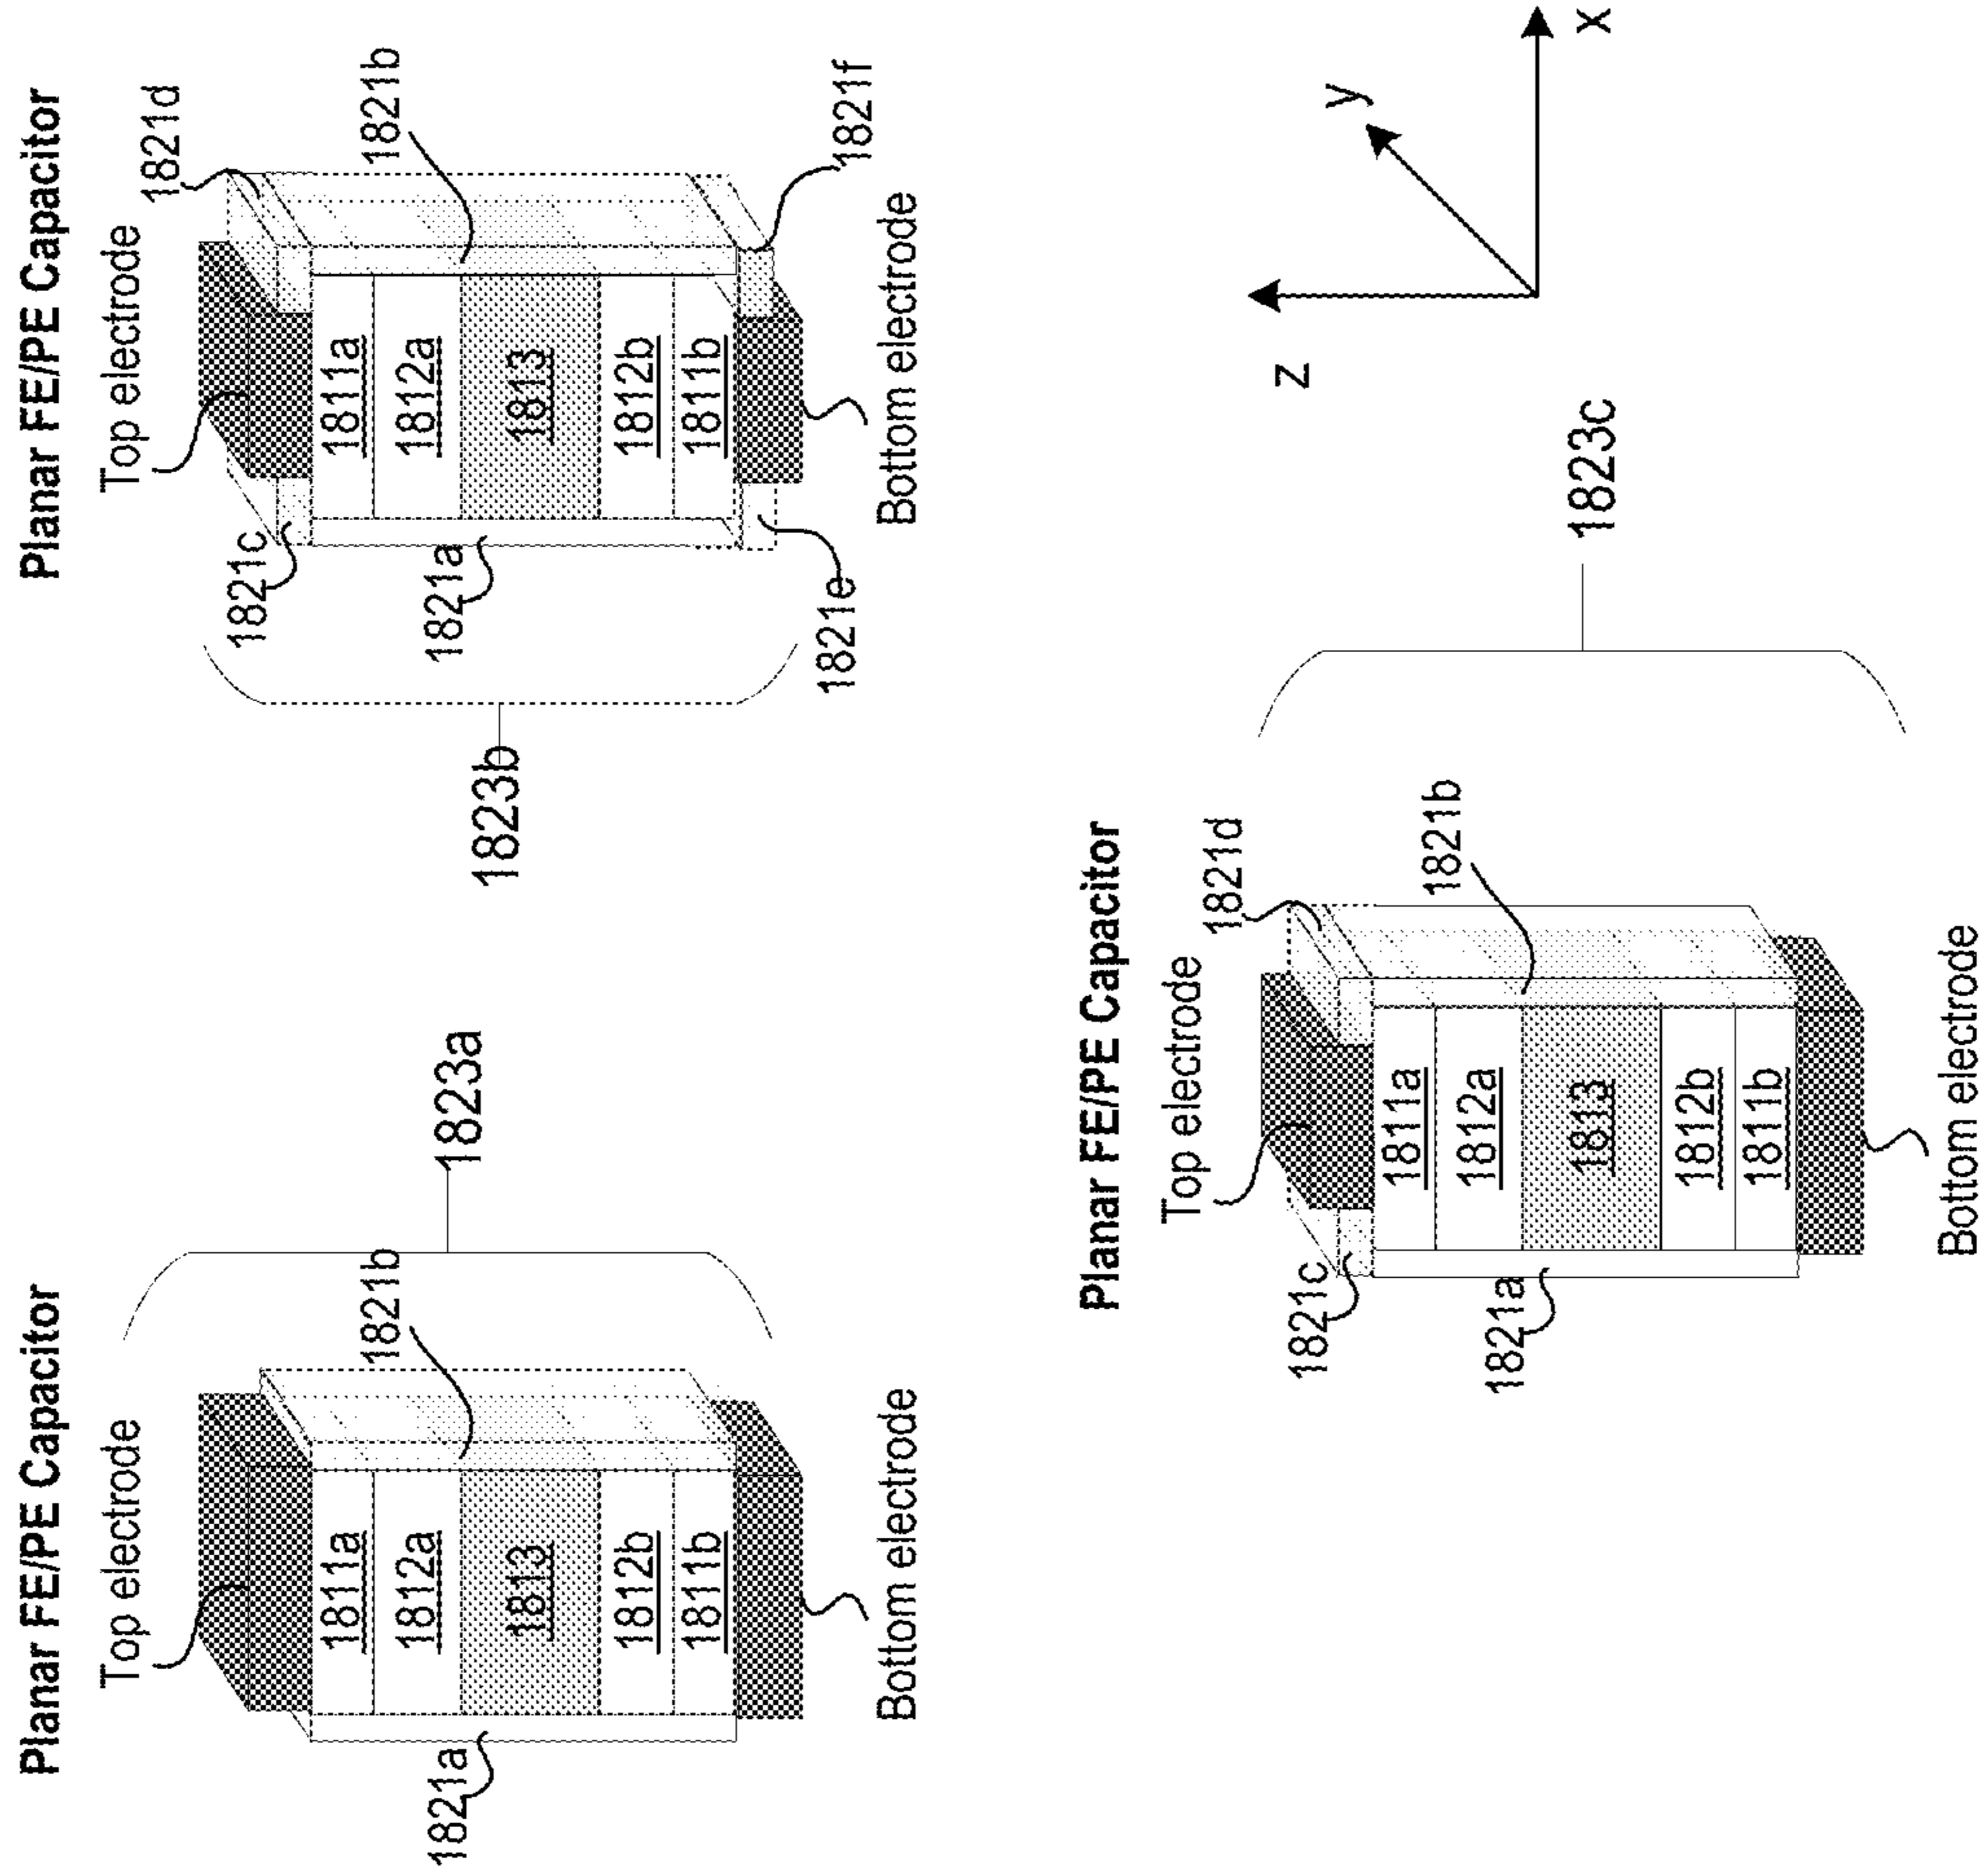 Planar FE/PE Capacitor
Top electrode
1811a
1812a
1813
1812b
1811b
1821a
1821b
Bottom electrode
1823a
Planar FE/PE Capacitor
Top electrode
1821d
1821c
1821b
1811a
1812a
1813
1812b
1811b
1821a
1821e
1821f
Bottom electrode
1823b
Planar FE/PE Capacitor
Top electrode
1821d
1821c
1821b
1811a
1812a
1813
1812b
1811b
1821a
Bottom electrode
1823c
z
y
x